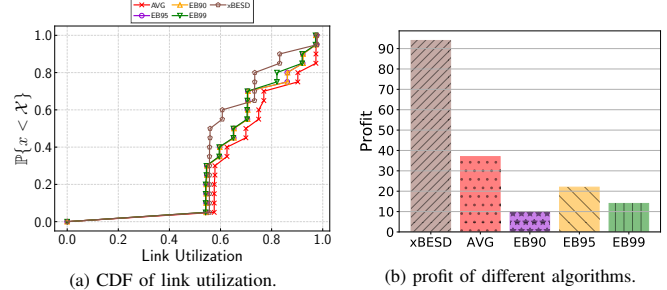 AVG EB90 xBESD
EB95 EB99
1.0
0.8
0.6
0.4
0.2
0.0
ℙ{x < 𝒳}
0.0 0.2 0.4 0.6 0.8 1.0
Link Utilization
(a) CDF of link utilization.
90
80
70
60
50
40
30
20
10
0
Profit
xBESD AVG EB90 EB95 EB99
(b) profit of different algorithms.